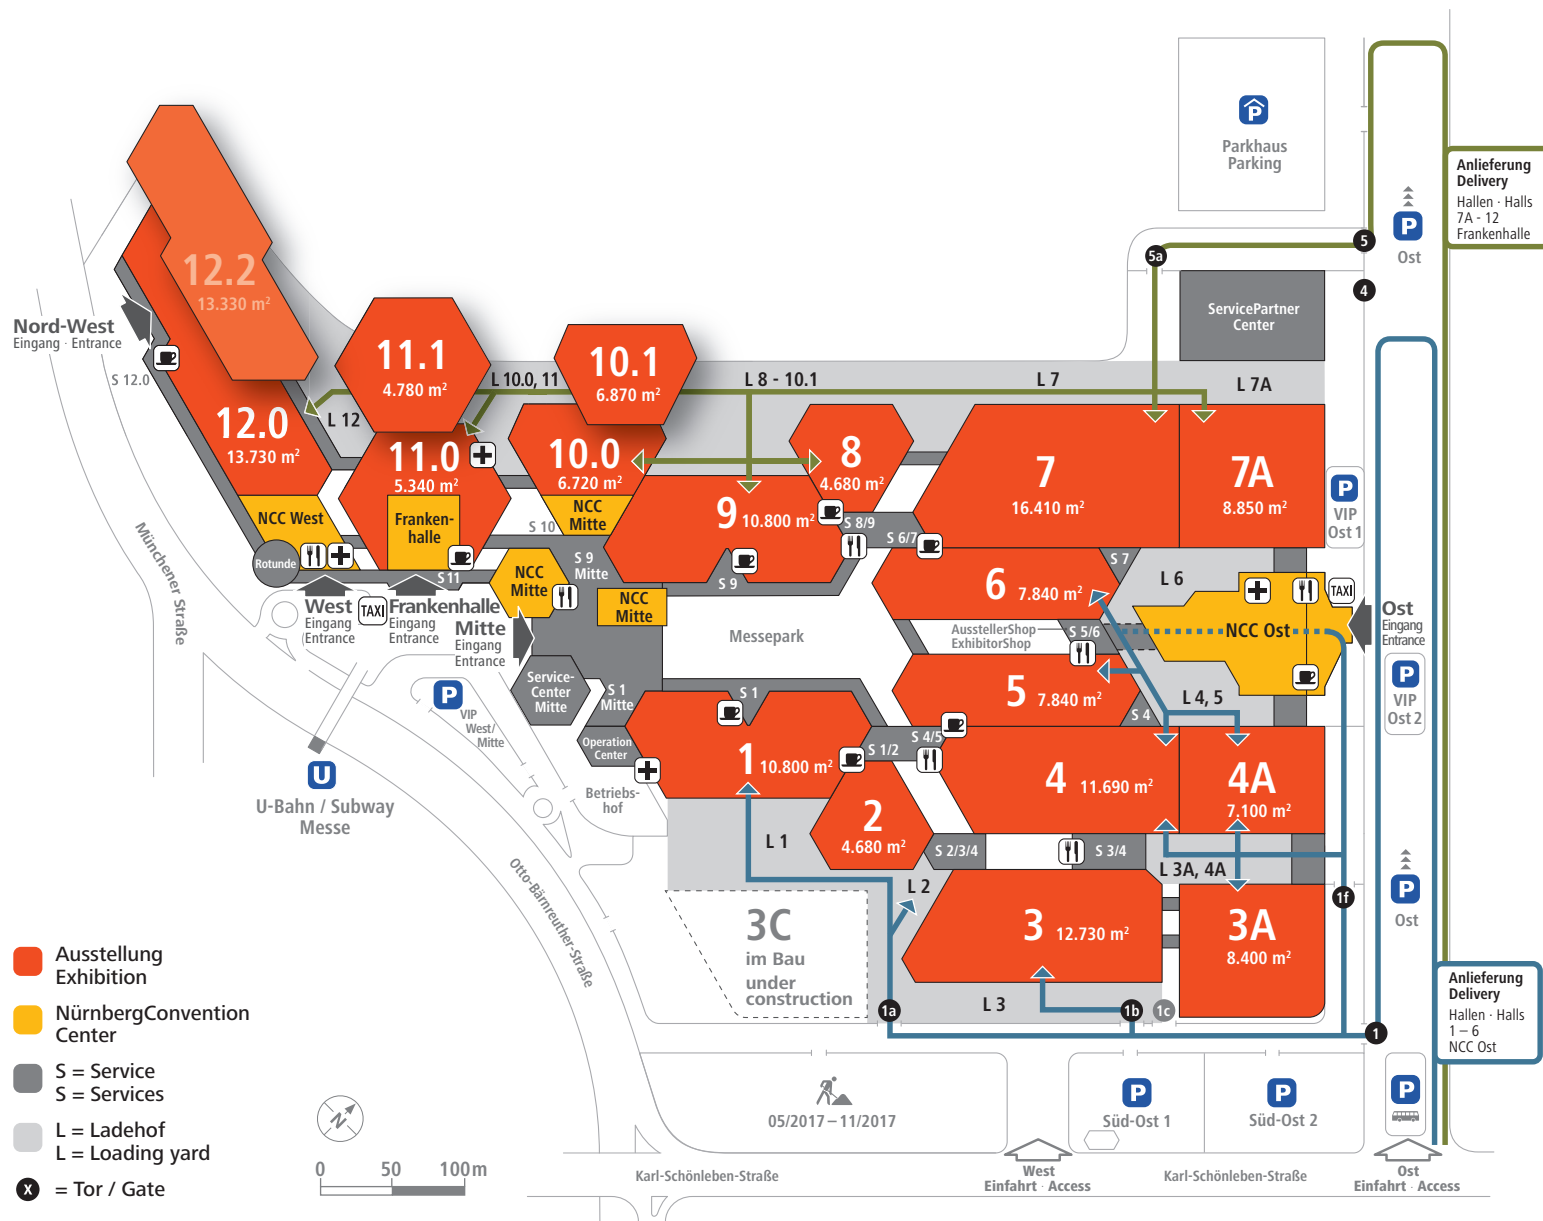 P
Parkhaus
Parking
Anlieferung
Delivery
Hallen · Halls
7A - 12
Frankenhalle
P
Ost
5
5a
4
ServicePartner
Center
12.2
13.330 m²
Nord-West
Eingang · Entrance
S 12.0
11.1
4.780 m²
10.1
6.870 m²
L 10.0, 11
L 8 - 10.1
L 7
L 7A
L 12
12.0
13.730 m²
11.0
5.340 m²
10.0
6.720 m²
8
4.680 m²
7
16.410 m²
7A
8.850 m²
P
VIP
Ost 1
NCC West
Franken-
halle
NCC
Mitte
S 10
9 10.800 m²
S 8/9
S 6/7
Rotunde
S 11
S 9
Mitte
S 9
NCC
Mitte
NCC
Mitte
S 7
L 6
6 7.840 m²
TAXI
West
Eingang
Entrance
TAXI
Frankenhalle
Eingang
Entrance
Mitte
Eingang
Entrance
Messepark
AusstellerShop
ExhibitorShop
S 5/6
NCC Ost
Ost
Eingang
Entrance
Münchener Straße
Service-
Center
Mitte
S 1
Mitte
S 1
5 7.840 m²
S 4
L 4, 5
P
VIP
Ost 2
P
VIP
West/
Mitte
Operation
Center
S 1/2
S 4/5
1 10.800 m²
4 11.690 m²
4A
7.100 m²
U
U-Bahn / Subway
Messe
Betriebs-
hof
2
4.680 m²
L 1
S 2/3/4
S 3/4
L 3A, 4A
L 2
Otto-Bärnreuther-Straße
3C
im Bau
under
construction
3 12.730 m²
3A
8.400 m²
1f
P
Ost
L 3
1a
1b
1c
1
Anlieferung
Delivery
Hallen · Halls
1 – 6
NCC Ost
Ausstellung
Exhibition
NürnbergConvention
Center
S = Service
S = Services
L = Ladehof
L = Loading yard
X = Tor / Gate
N
0 50 100 m
05/2017 – 11/2017
P
Süd-Ost 1
P
Süd-Ost 2
P
Karl-Schönleben-Straße
West
Einfahrt · Access
Karl-Schönleben-Straße
Ost
Einfahrt · Access